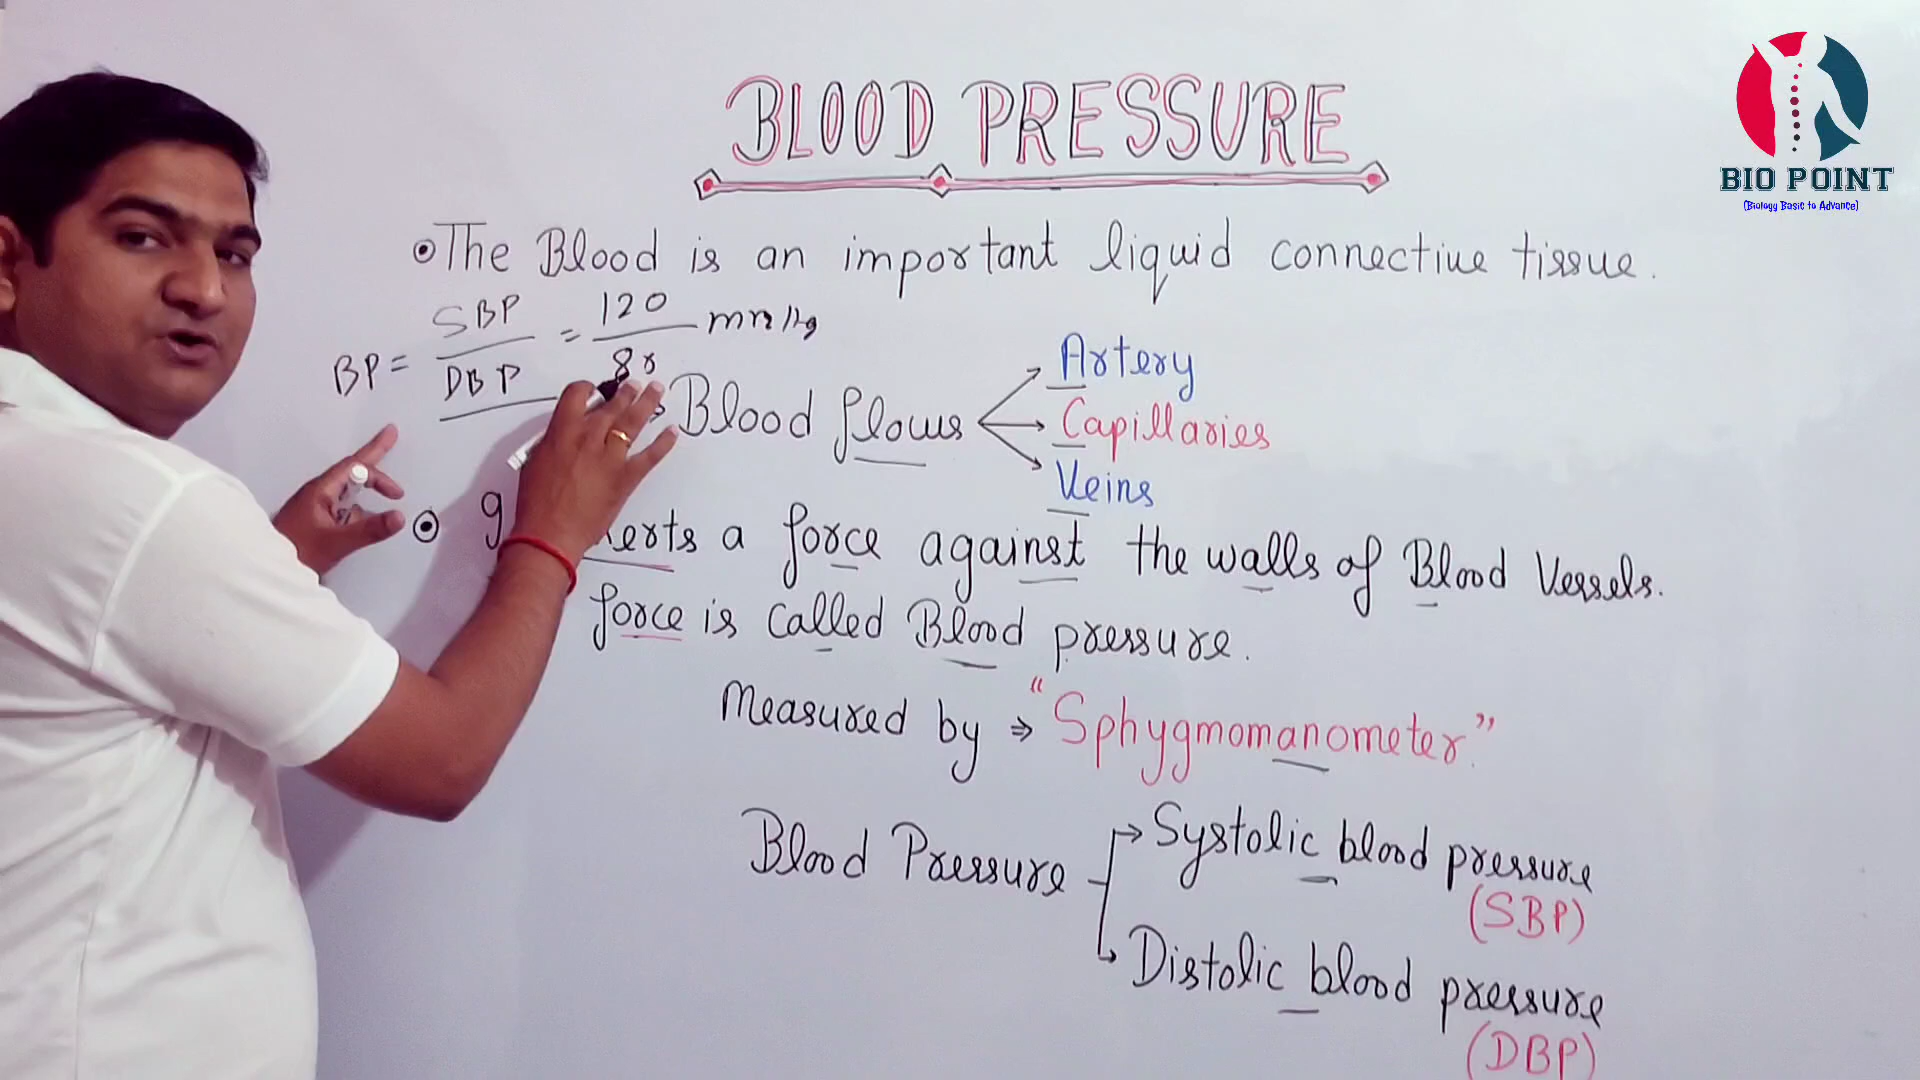 BLOOD PRESSURE
BIO POINT
(Biology Basic to Advance)
• The Blood is an important liquid connective tissue.
BP = SBP / DBP = 120 / 80 mm Hg
Blood flows
Artery
Capillaries
Veins
exerts a force against the walls of Blood Vessels.
force is called Blood pressure.
Measured by ⇒ "Sphygmomanometer."
Blood Pressure
Systolic blood pressure
(SBP)
Distolic blood pressure
(DBP)